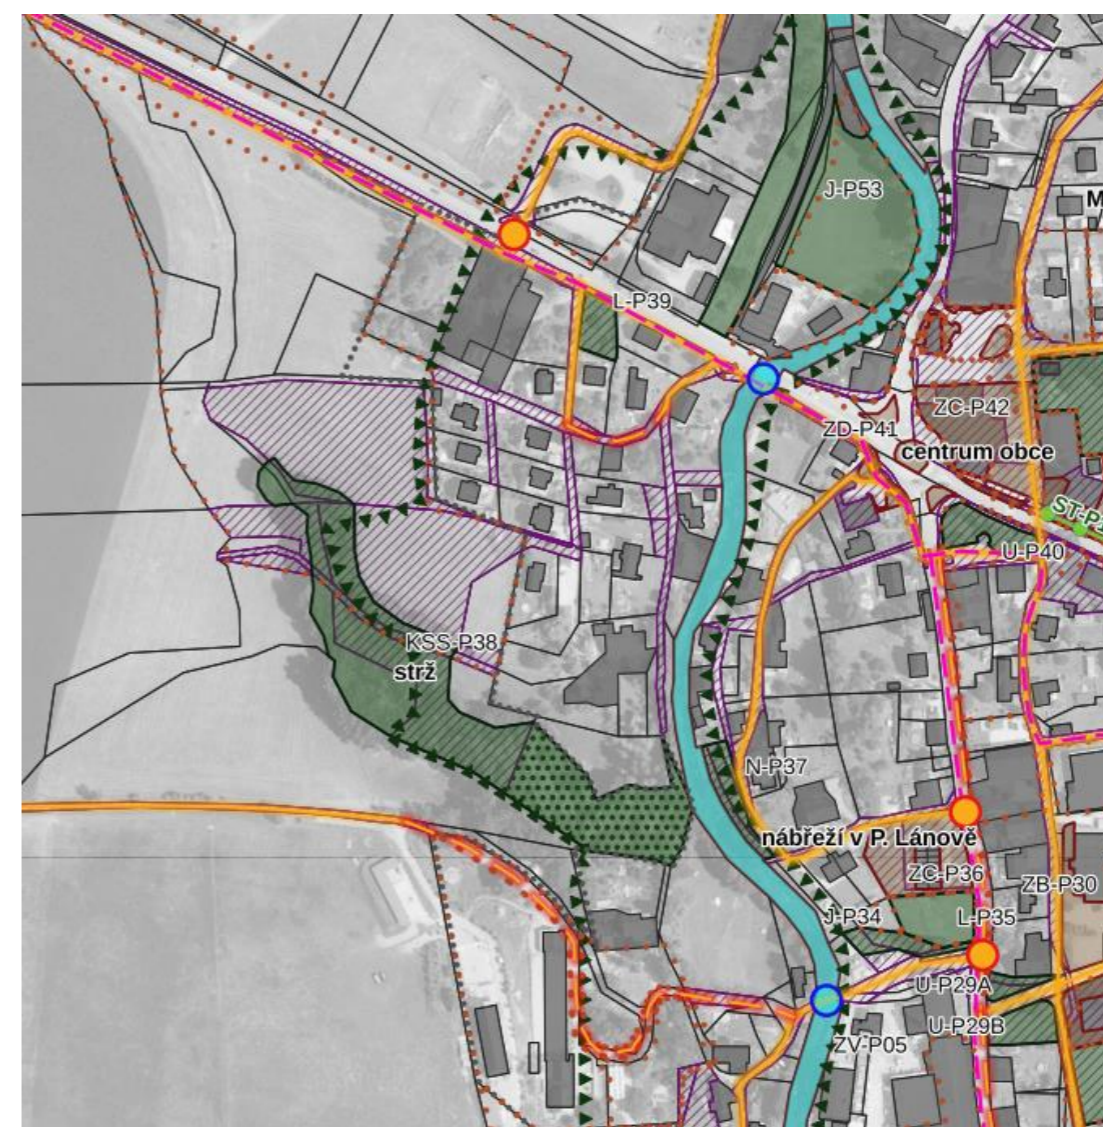 J-P53
M
L-P39
ZC-P42
ZD-P41
centrum obce
ST-P
U-P40
KSS-P38
strž
N-P37
nábřeží v P. Lánově
ZC-P36
ZB-P30
J-P34
L-P35
U-P29A
U-P29B
ZV-P05